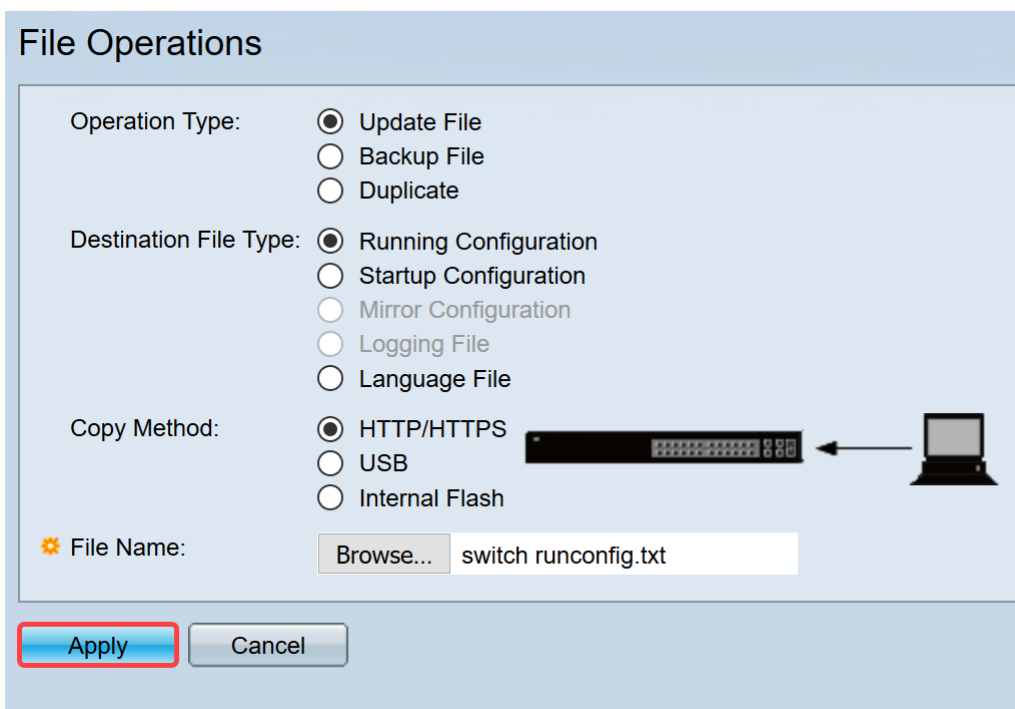 File Operations
Operation Type:
Update File
Backup File
Duplicate
Destination File Type:
Running Configuration
Startup Configuration
Mirror Configuration
Logging File
Language File
Copy Method:
HTTP/HTTPS
USB
Internal Flash
File Name:
Browse... switch runconfig.txt
Apply Cancel